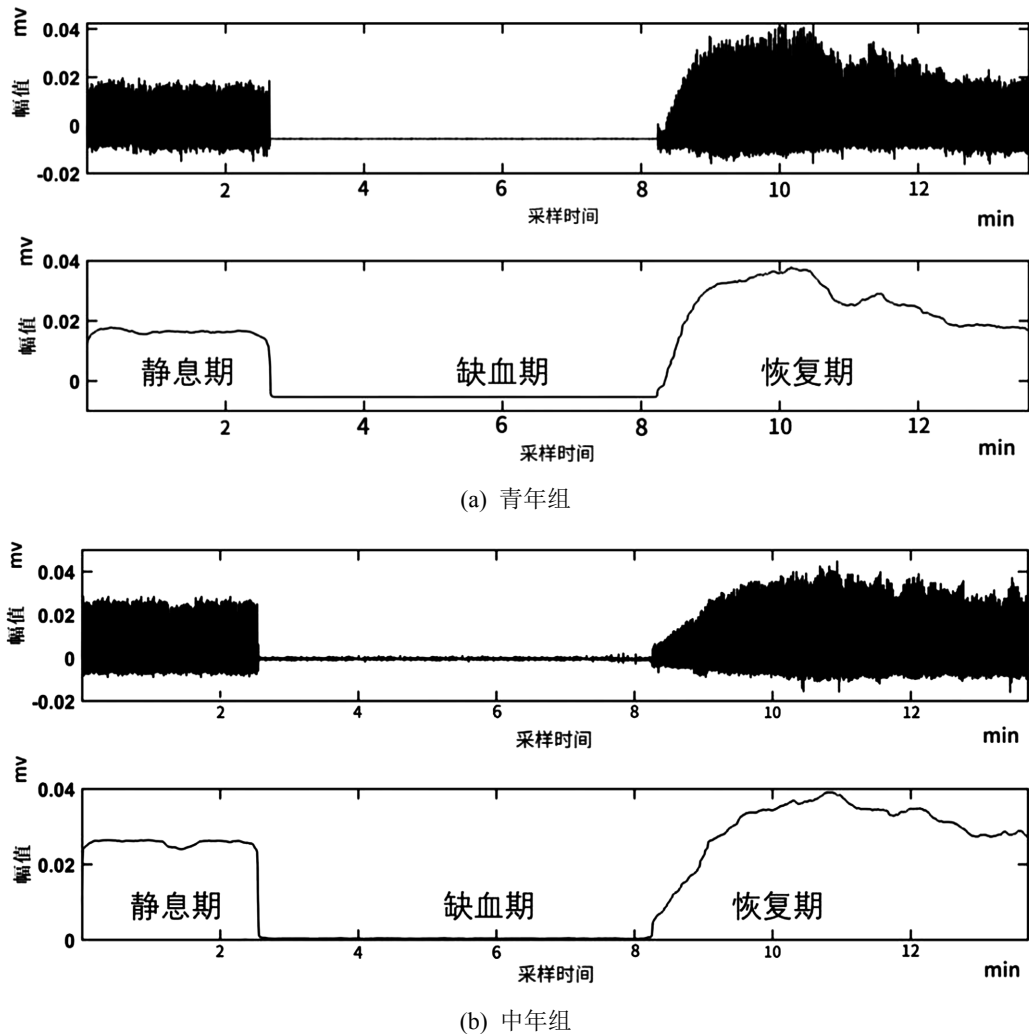 mv
幅值
0.04
0.02
0
-0.02
2 4 6 8 10 12
采样时间
min
mv
幅值
0.04
0.02
0
2 4 6 8 10 12
静息期 缺血期 恢复期
采样时间
min
(a) 青年组
mv
幅值
0.04
0.02
0
-0.02
2 4 6 8 10 12
采样时间
min
mv
幅值
0.04
0.02
0
静息期 缺血期 恢复期
2 4 6 8 10 12
采样时间
min
(b) 中年组